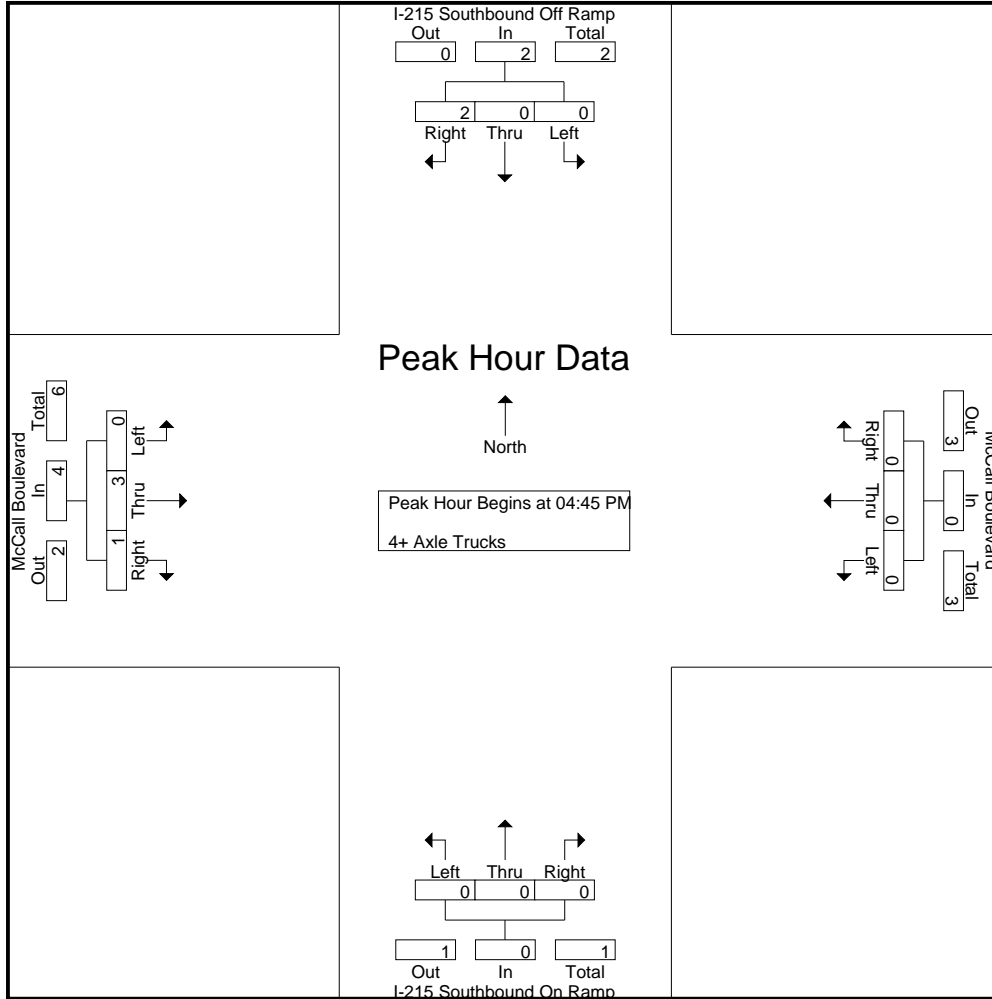 I-215 Southbound Off Ramp
Out In Total
0 2 2
2 0 0
Right Thru Left
Peak Hour Data
North
Peak Hour Begins at 04:45 PM
4+ Axle Trucks
McCall Boulevard
Total In Out
6 4 2
0 3 1
Left Thru Right
McCall Boulevard
Out In Total
3 0 3
0 0 0
Right Thru Left
Left Thru Right
0 0 0
1 0 1
Out In Total
I-215 Southbound On Ramp